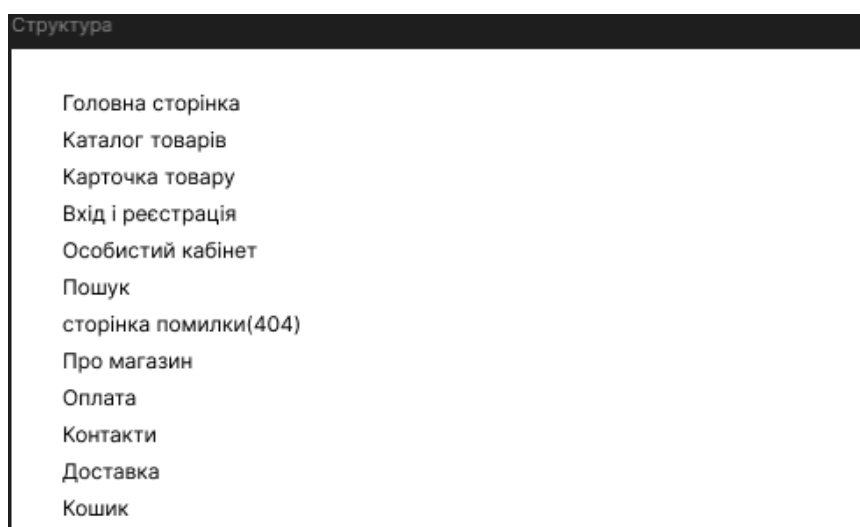 Структура
Головна сторінка
Каталог товарів
Карточка товару
Вхід і реєстрація
Особистий кабінет
Пошук
сторінка помилки(404)
Про магазин
Оплата
Контакти
Доставка
Кошик